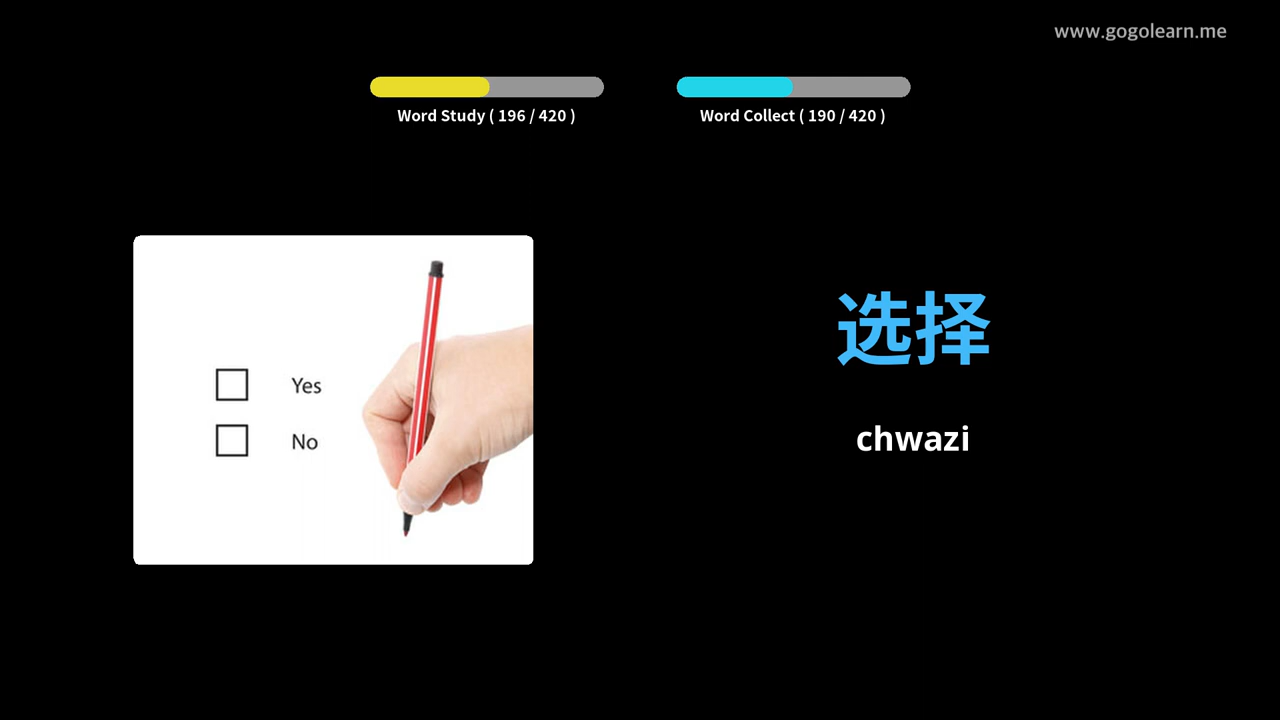 www.gogolearn.me
Word Study ( 196 / 420 )
Word Collect ( 190 / 420 )
选择
chwazi
Yes
No